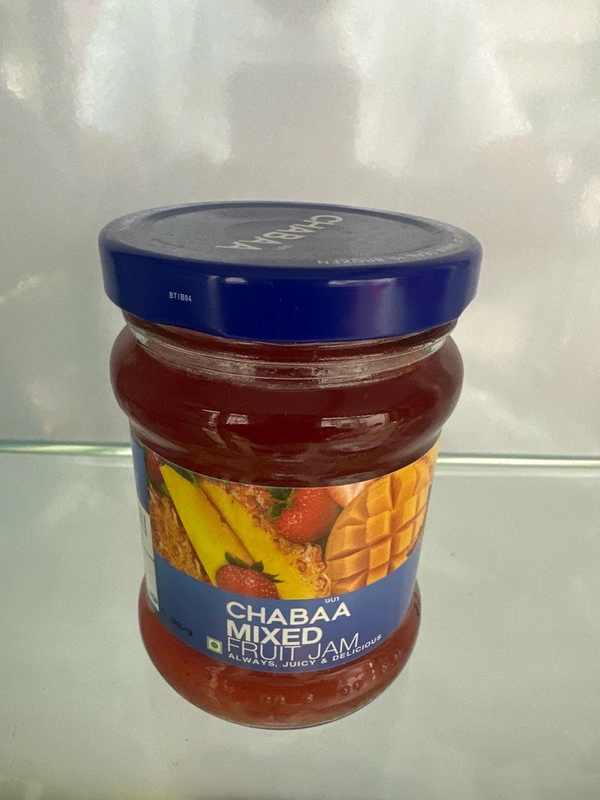 CHABAA
BT1B04
CHABAA
MIXED
FRUIT JAM
ALWAYS, JUICY & DELICIOUS